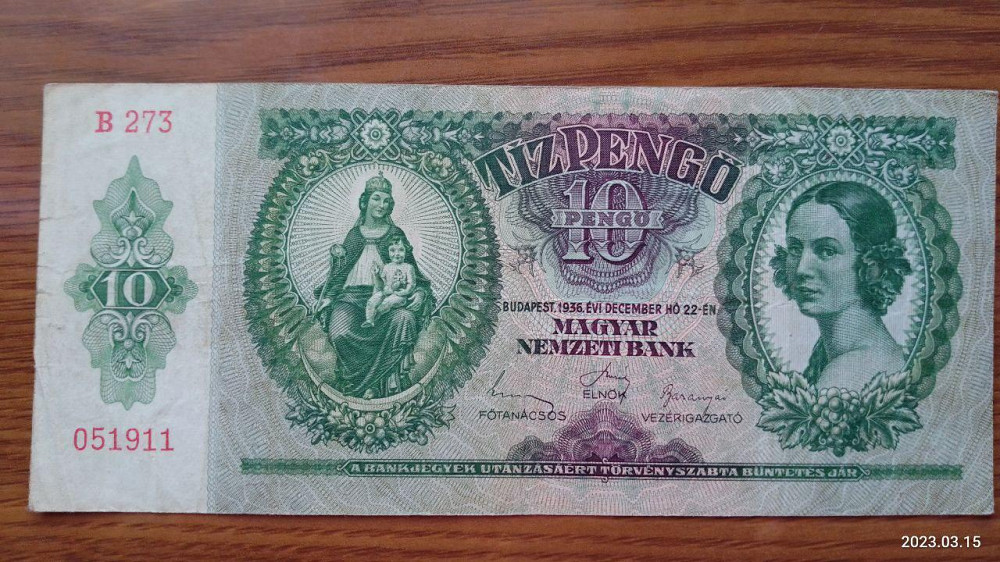 B 273
10
051911
TÍZ PENGŐ
10
PENGŐ
BUDAPEST, 1936. ÉVI DECEMBER HÓ 22-ÉN
MAGYAR
NEMZETI BANK
FŐTANÁCSOS
ELNÖK
VEZÉRIGAZGATÓ
A BANKJEGYEK UTÁNZÁSÁÉRT TÖRVÉNYSZABTA BÜNTETÉS JÁR
2023.03.15